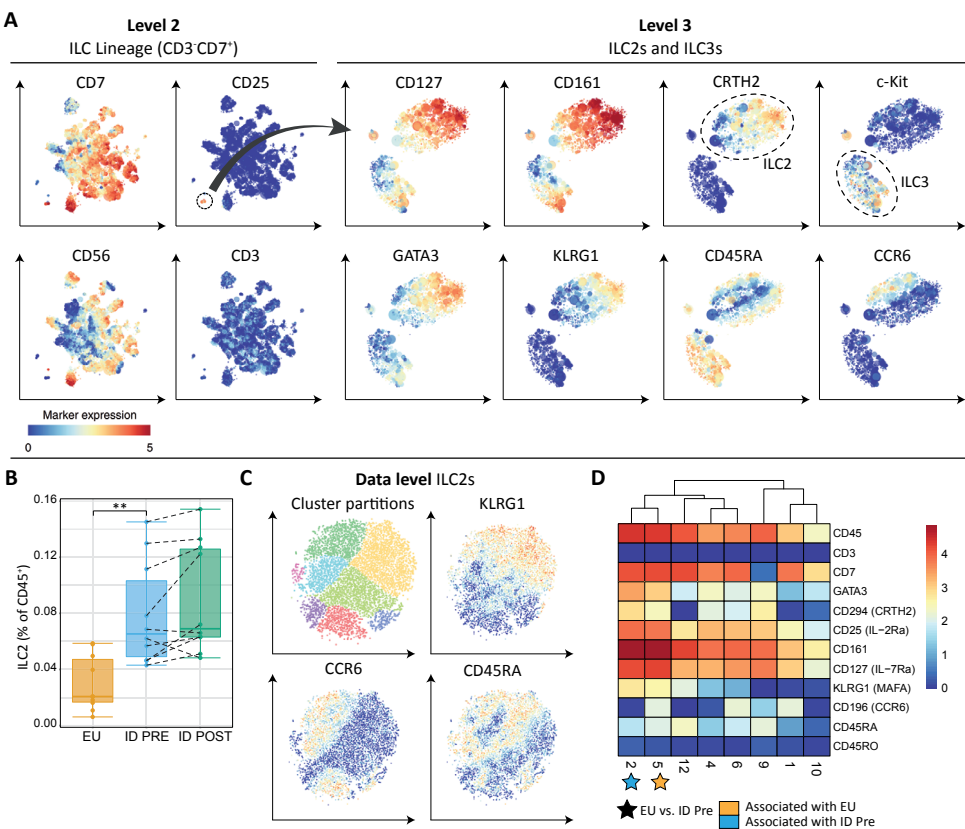 A
Level 2
ILC Lineage (CD3⁻CD7⁺)
Level 3
ILC2s and ILC3s
CD7
CD25
CD127
CD161
CRTH2
c-Kit
ILC2
ILC3
CD56
CD3
GATA3
KLRG1
CD45RA
CCR6
Marker expression
0
5
B
ILC2 (% of CD45⁺)
0.16
0.12
0.08
0.04
0.00
**
EU
ID PRE
ID POST
C
Data level ILC2s
Cluster partitions
KLRG1
CCR6
CD45RA
D
CD45
CD3
CD7
GATA3
CD294 (CRTH2)
CD25 (IL−2Ra)
CD161
CD127 (IL−7Ra)
KLRG1 (MAFA)
CD196 (CCR6)
CD45RA
CD45RO
2
5
12
4
6
9
1
10
4
3
2
1
0
EU vs. ID Pre
Associated with EU
Associated with ID Pre